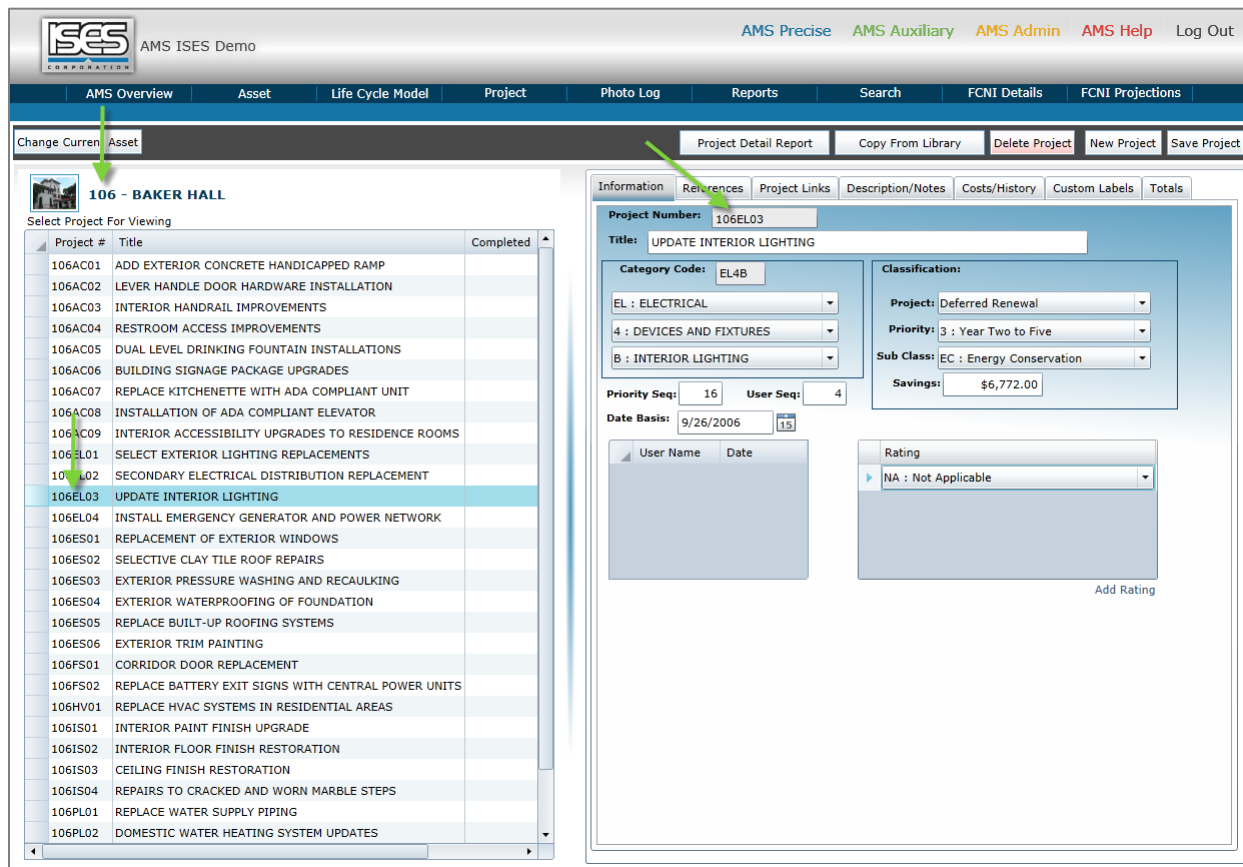 ISES
CORPORATION
AMS ISES Demo
AMS Precise AMS Auxiliary AMS Admin AMS Help Log Out
AMS Overview Asset Life Cycle Model Project Photo Log Reports Search FCNI Details FCNI Projections
Change Curren Asset
Project Detail Report Copy From Library Delete Project New Project Save Project
106 - BAKER HALL
Select Project For Viewing
Project # Title Completed
106AC01 ADD EXTERIOR CONCRETE HANDICAPPED RAMP
106AC02 LEVER HANDLE DOOR HARDWARE INSTALLATION
106AC03 INTERIOR HANDRAIL IMPROVEMENTS
106AC04 RESTROOM ACCESS IMPROVEMENTS
106AC05 DUAL LEVEL DRINKING FOUNTAIN INSTALLATIONS
106AC06 BUILDING SIGNAGE PACKAGE UPGRADES
106AC07 REPLACE KITCHENETTE WITH ADA COMPLIANT UNIT
106AC08 INSTALLATION OF ADA COMPLIANT ELEVATOR
106AC09 INTERIOR ACCESSIBILITY UPGRADES TO RESIDENCE ROOMS
106EL01 SELECT EXTERIOR LIGHTING REPLACEMENTS
106EL02 SECONDARY ELECTRICAL DISTRIBUTION REPLACEMENT
106EL03 UPDATE INTERIOR LIGHTING
106EL04 INSTALL EMERGENCY GENERATOR AND POWER NETWORK
106ES01 REPLACEMENT OF EXTERIOR WINDOWS
106ES02 SELECTIVE CLAY TILE ROOF REPAIRS
106ES03 EXTERIOR PRESSURE WASHING AND RECAULKING
106ES04 EXTERIOR WATERPROOFING OF FOUNDATION
106ES05 REPLACE BUILT-UP ROOFING SYSTEMS
106ES06 EXTERIOR TRIM PAINTING
106FS01 CORRIDOR DOOR REPLACEMENT
106FS02 REPLACE BATTERY EXIT SIGNS WITH CENTRAL POWER UNITS
106HV01 REPLACE HVAC SYSTEMS IN RESIDENTIAL AREAS
106IS01 INTERIOR PAINT FINISH UPGRADE
106IS02 INTERIOR FLOOR FINISH RESTORATION
106IS03 CEILING FINISH RESTORATION
106IS04 REPAIRS TO CRACKED AND WORN MARBLE STEPS
106PL01 REPLACE WATER SUPPLY PIPING
106PL02 DOMESTIC WATER HEATING SYSTEM UPDATES
Information References Project Links Description/Notes Costs/History Custom Labels Totals
Project Number: 106EL03
Title: UPDATE INTERIOR LIGHTING
Category Code: EL4B
EL : ELECTRICAL
4 : DEVICES AND FIXTURES
B : INTERIOR LIGHTING
Classification:
Project: Deferred Renewal
Priority: 3 : Year Two to Five
Sub Class: EC : Energy Conservation
Savings: $6,772.00
Priority Seq: 16 User Seq: 4
Date Basis: 9/26/2006 15
User Name Date
Rating
NA : Not Applicable
Add Rating